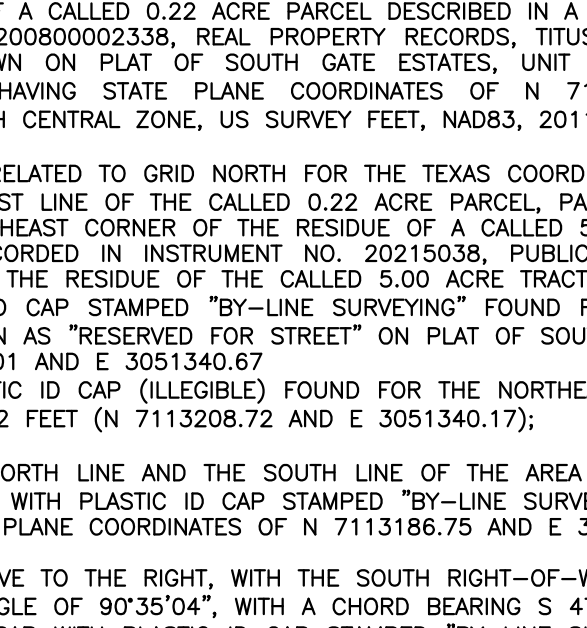 A CALLED 0.22 ACRE PARCEL DESCRIBED IN A
200800002338, REAL PROPERTY RECORDS, TITUS
WN ON PLAT OF SOUTH GATE ESTATES, UNIT
HAVING STATE PLANE COORDINATES OF N 71
H CENTRAL ZONE, US SURVEY FEET, NAD83, 2011
RELATED TO GRID NORTH FOR THE TEXAS COORD
ST LINE OF THE CALLED 0.22 ACRE PARCEL, PA
HEAST CORNER OF THE RESIDUE OF A CALLED 5
CORDED IN INSTRUMENT NO. 20215038, PUBLIC
THE RESIDUE OF THE CALLED 5.00 ACRE TRACT
D CAP STAMPED "BY-LINE SURVEYING" FOUND F
N AS "RESERVED FOR STREET" ON PLAT OF SOU
01 AND E 3051340.67
TIC ID CAP (ILLEGIBLE) FOUND FOR THE NORTHE
2 FEET (N 7113208.72 AND E 3051340.17);
ORTH LINE AND THE SOUTH LINE OF THE AREA
WITH PLASTIC ID CAP STAMPED "BY-LINE SURVE
PLANE COORDINATES OF N 7113186.75 AND E 3
VE TO THE RIGHT, WITH THE SOUTH RIGHT-OF-W
GLE OF 90°35'04", WITH A CHORD BEARING S 4